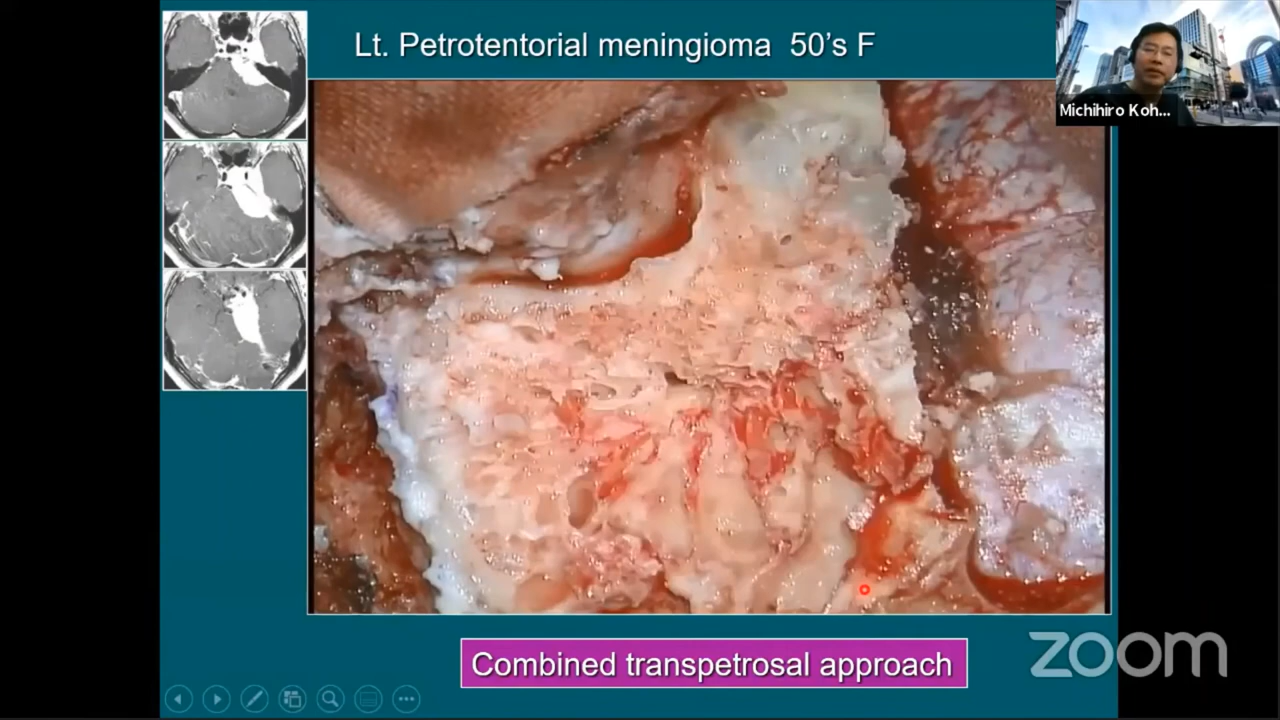 Lt. Petrotentorial meningioma 50's F
Michihiro Koh...
Combined transpetrosal approach
zoom